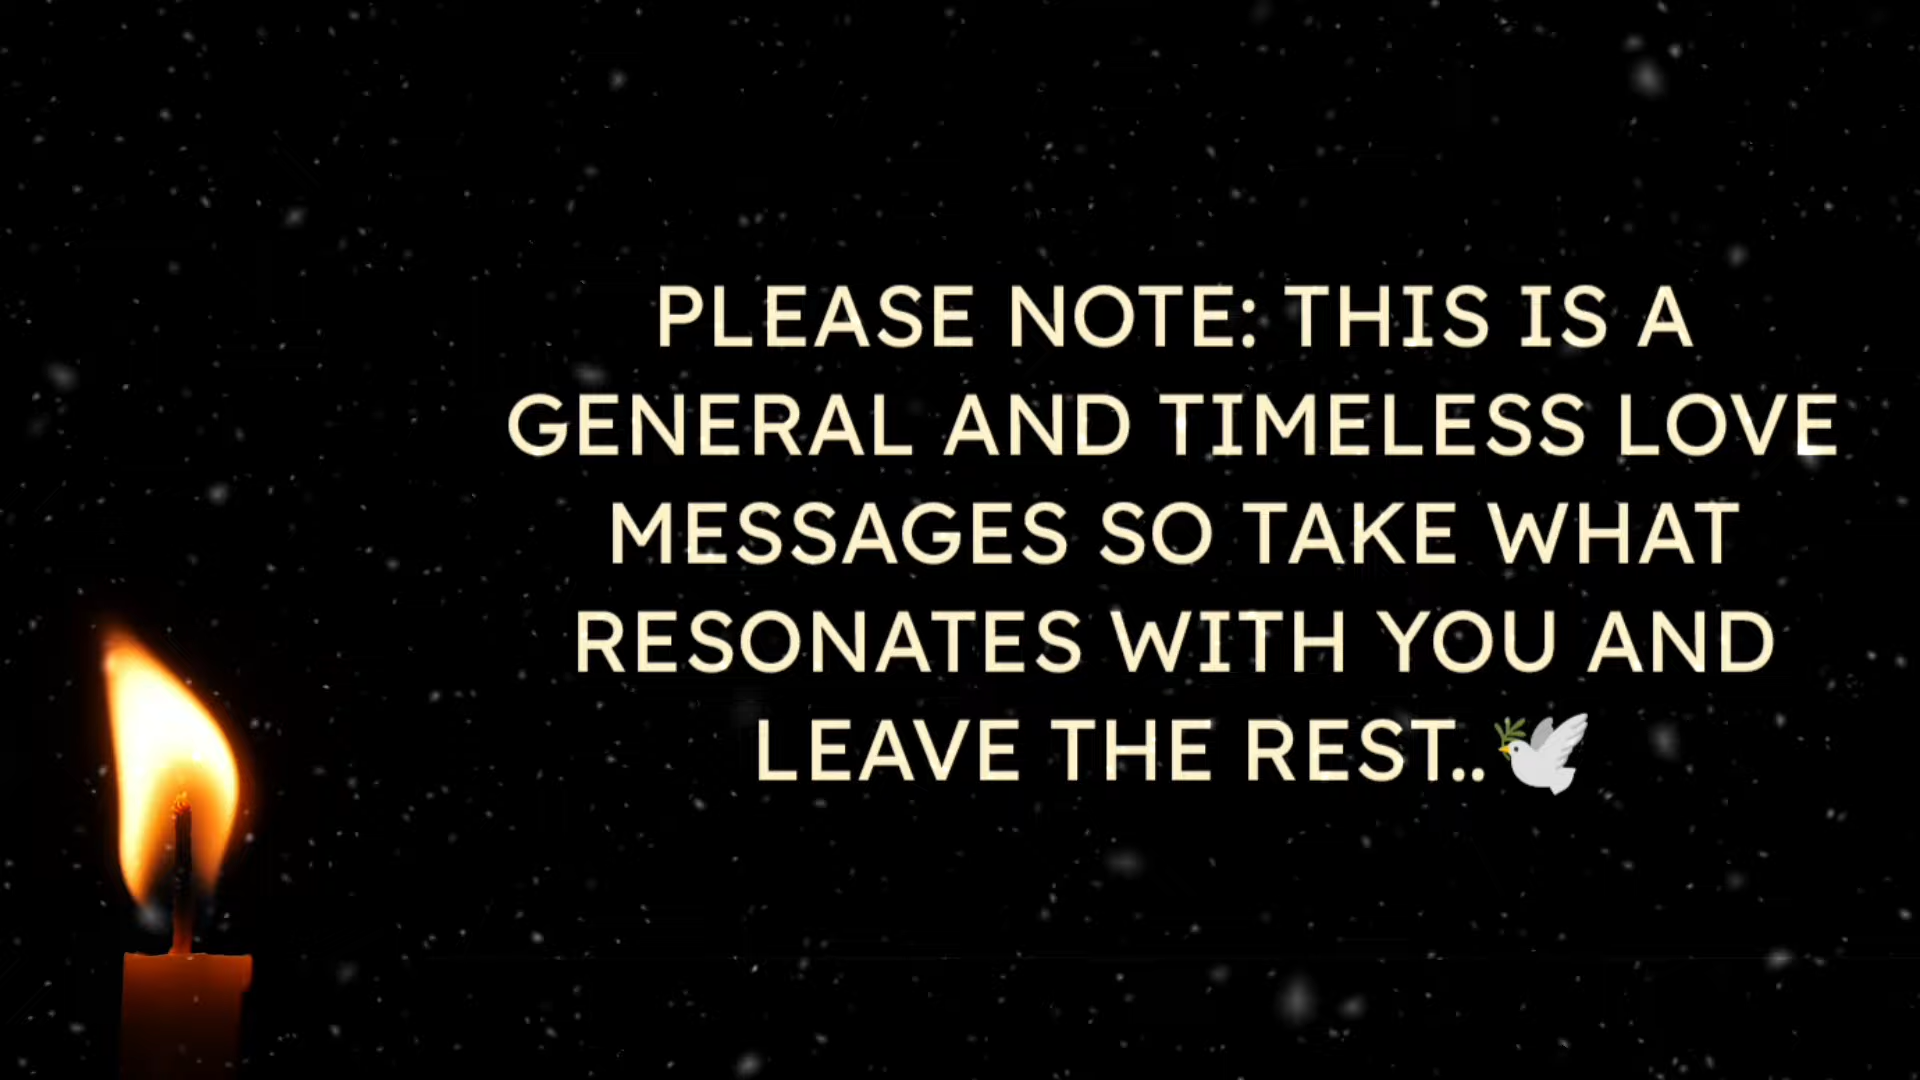 PLEASE NOTE: THIS IS A
GENERAL AND TIMELESS LOVE
MESSAGES SO TAKE WHAT
RESONATES WITH YOU AND
LEAVE THE REST..🕊️